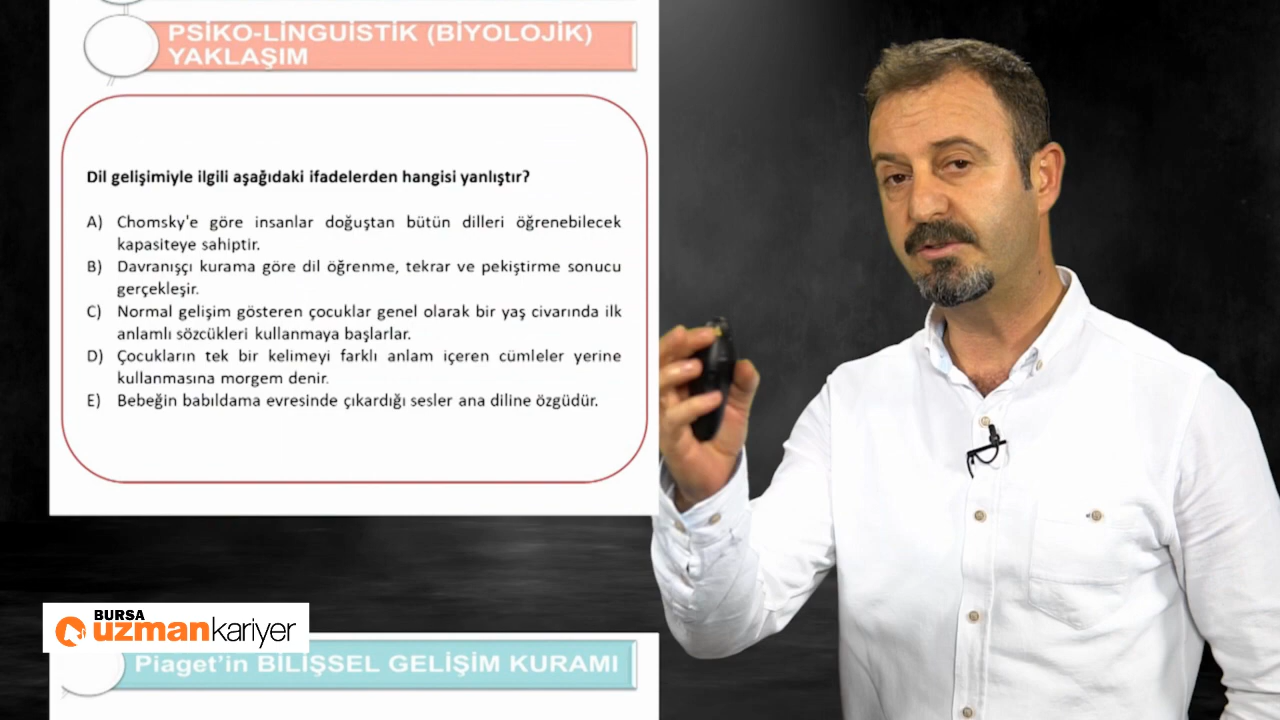 PSİKO-LİNGUİSTİK (BİYOLOJİK)
YAKLAŞIM
Dil gelişimiyle ilgili aşağıdaki ifadelerden hangisi yanlıştır?
A) Chomsky'e göre insanlar doğuştan bütün dilleri öğrenebilecek
kapasiteye sahiptir.
B) Davranışçı kurama göre dil öğrenme, tekrar ve pekiştirme sonucu
gerçekleşir.
C) Normal gelişim gösteren çocuklar genel olarak bir yaş civarında ilk
anlamlı sözcükleri kullanmaya başlarlar.
D) Çocukların tek bir kelimeyi farklı anlam içeren cümleler yerine
kullanmasına morgem denir.
E) Bebeğin babıldama evresinde çıkardığı sesler ana diline özgüdür.
BURSA
uzmankariyer
Piaget'in BİLİŞSEL GELİŞİM KURAMI